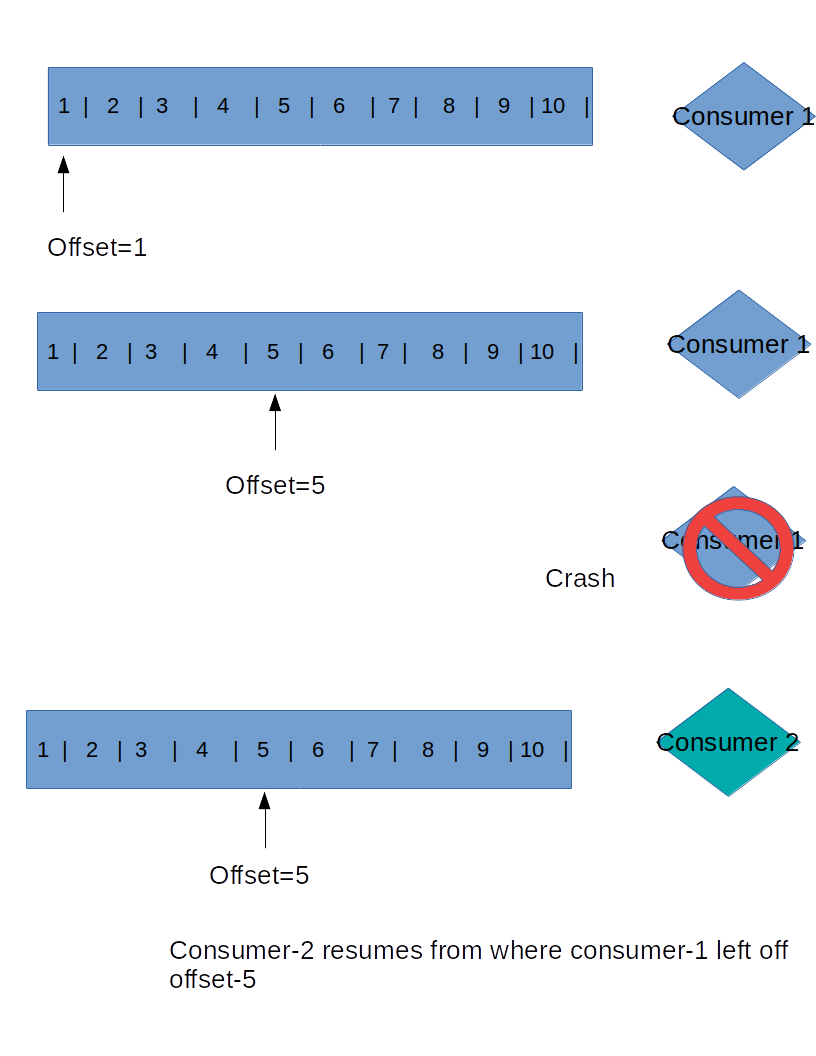 1 | 2 | 3 | 4 | 5 | 6 | 7 | 8 | 9 | 10 |
Consumer 1
Offset=1
1 | 2 | 3 | 4 | 5 | 6 | 7 | 8 | 9 | 10 |
Consumer 1
Offset=5
Consumer 1
Crash
1 | 2 | 3 | 4 | 5 | 6 | 7 | 8 | 9 | 10 |
Consumer 2
Offset=5
Consumer-2 resumes from where consumer-1 left off
offset-5